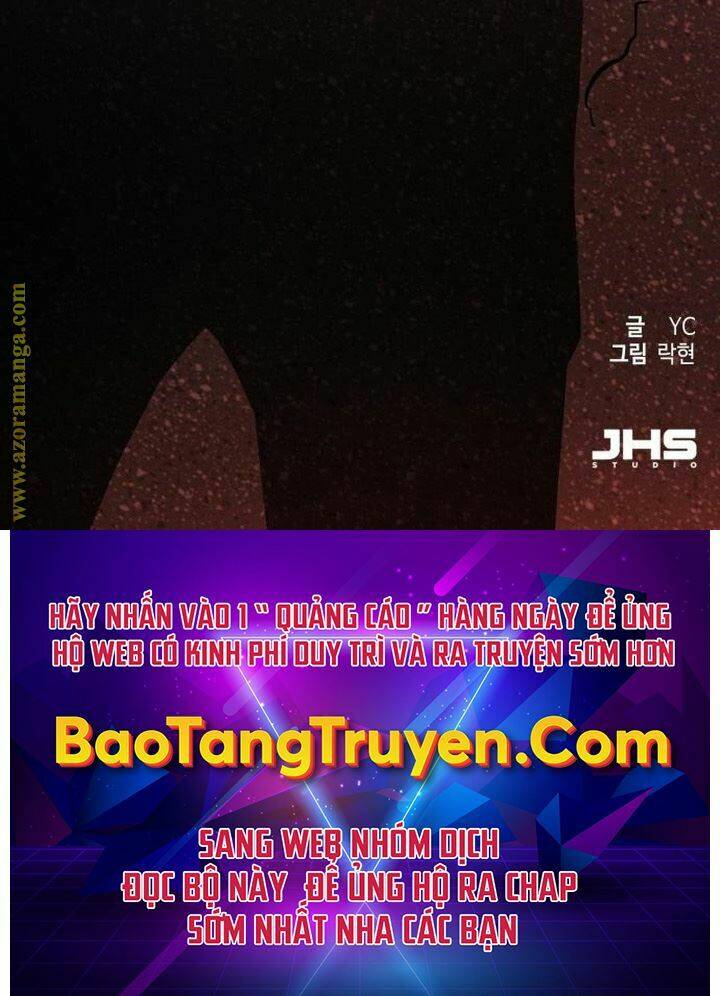 www.azoramanga.com
글 YC
그림 락현
JHS
STUDIO
HÃY NHẤN VÀO 1 “ QUẢNG CÁO ” HÀNG NGÀY ĐỂ ỦNG
HỘ WEB CÓ KINH PHÍ DUY TRÌ VÀ RA TRUYỆN SỚM HƠN
BaoTangTruyen.Com
SANG WEB NHÓM DỊCH
ĐỌC BỘ NÀY ĐỂ ỦNG HỘ RA CHAP
SỚM NHẤT NHA CÁC BẠN